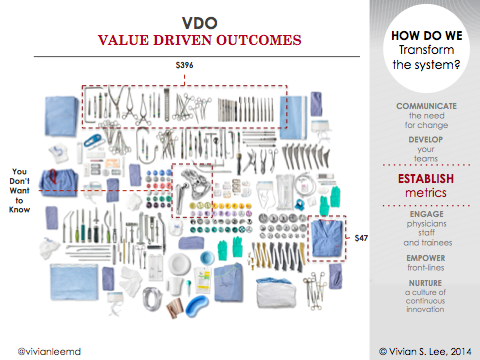 VDO
VALUE DRIVEN OUTCOMES
$396
You
Don't
Want
to
Know
$47
@vivianleemd
HOW DO WE
Transform
the system?
COMMUNICATE
the need
for change
DEVELOP
your
teams
ESTABLISH
metrics
ENGAGE
physicians
staff
and trainees
EMPOWER
front-lines
NURTURE
a culture of
continuous
innovation
© Vivian S. Lee, 2014